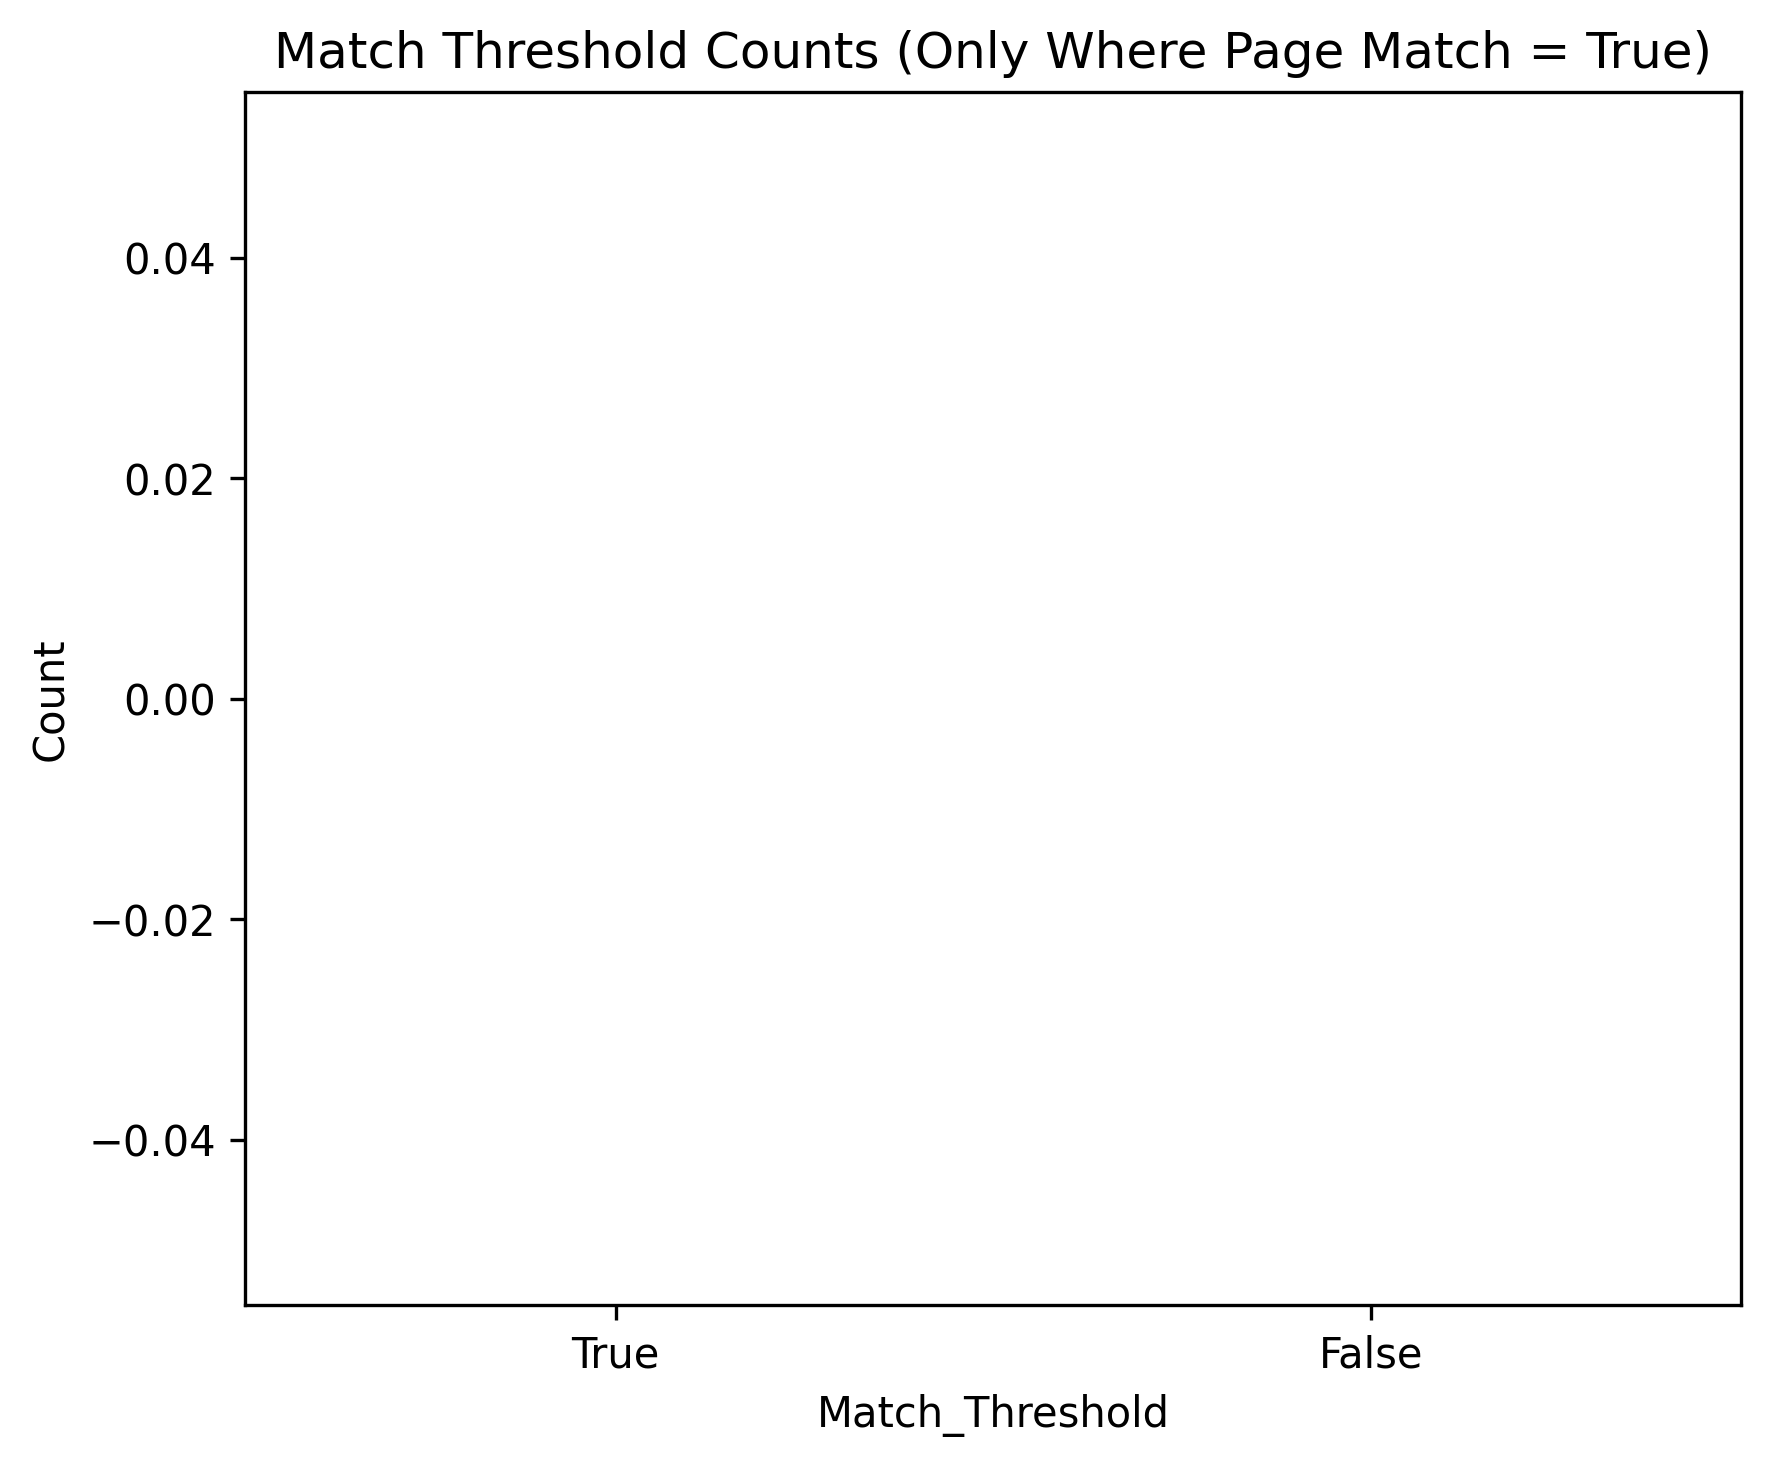 Match Threshold Counts (Only Where Page Match = True)
0.04
0.02
0.00
−0.02
−0.04
Count
True False
Match_Threshold